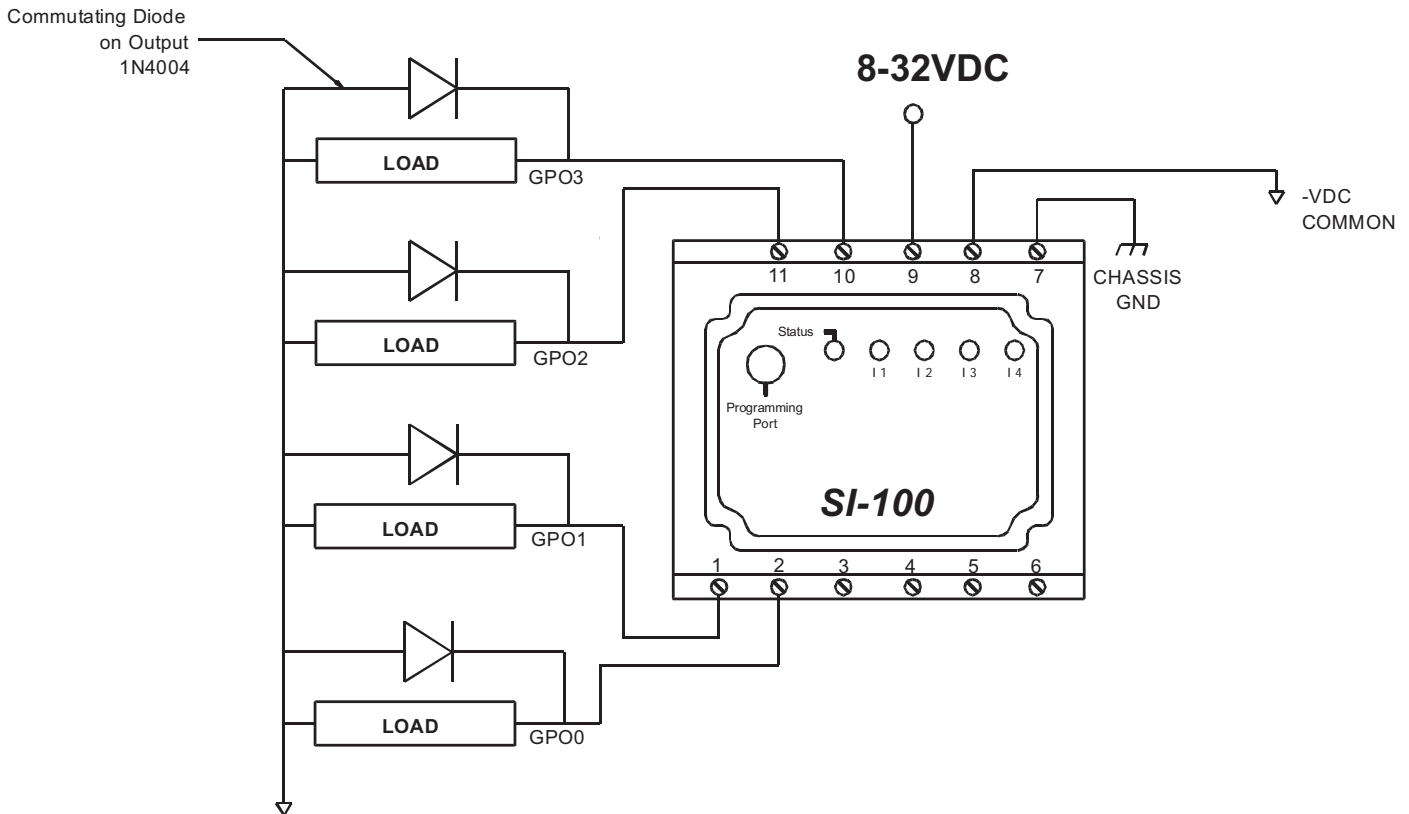 Commutating Diode
on Output
1N4004
8-32VDC
LOAD
GPO3
-VDC
COMMON
11
10
9
8
7
CHASSIS
GND
LOAD
GPO2
Status
I 1
I 2
I 3
I 4
Programming
Port
SI-100
LOAD
GPO1
1
2
3
4
5
6
LOAD
GPO0